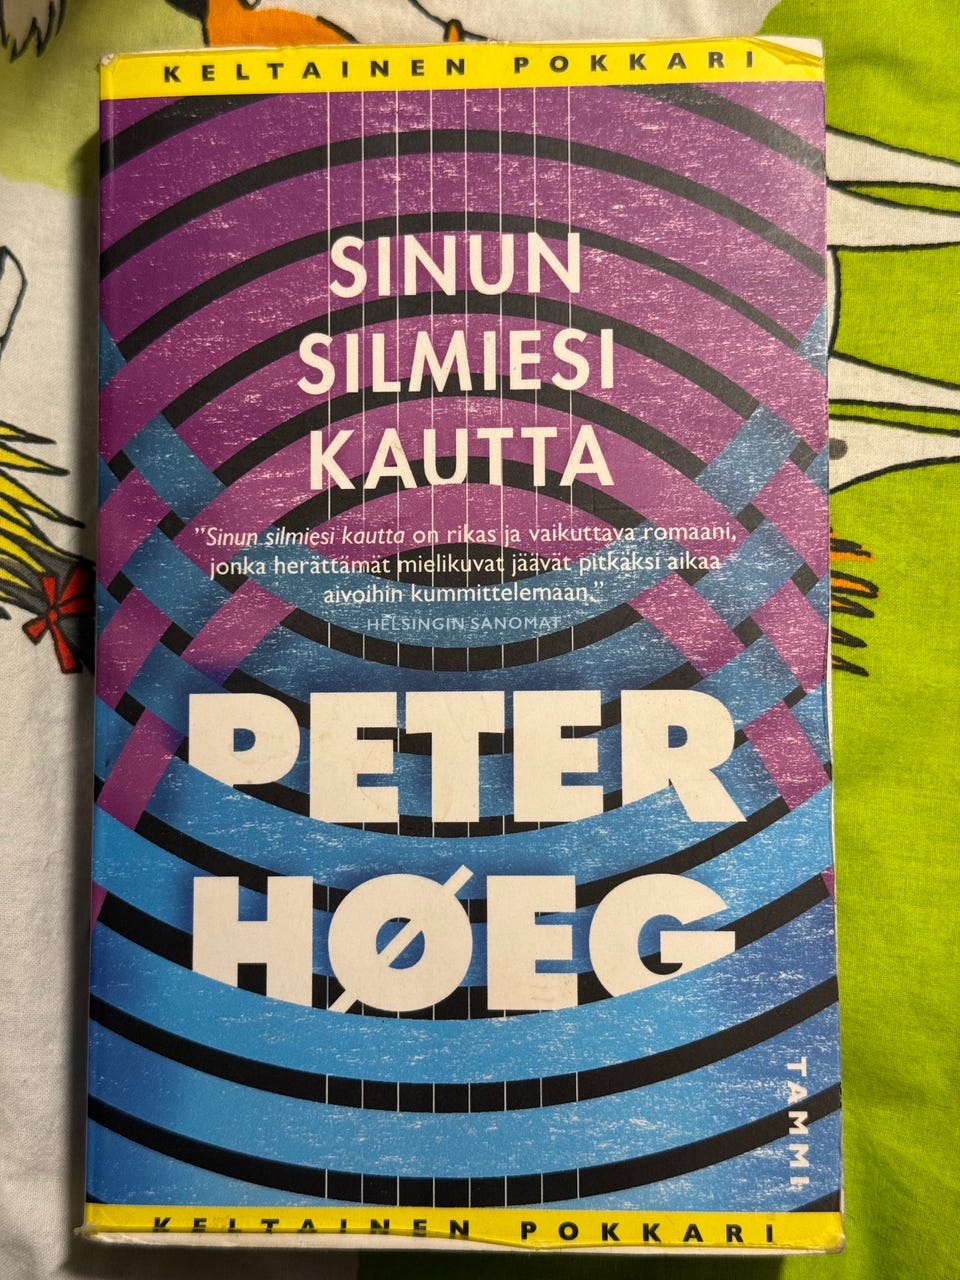 KELTAINEN POKKARI
SINUN
SILMIESI
KAUTTA
”Sinun silmiesi kautta on rikas ja vaikuttava romaani,
jonka herättämät mielikuvat jäävät pitkäksi aikaa
aivoihin kummittelemaan.”
- HELSINGIN SANOMAT
PETER
HØEG
TAMMI
KELTAINEN POKKARI